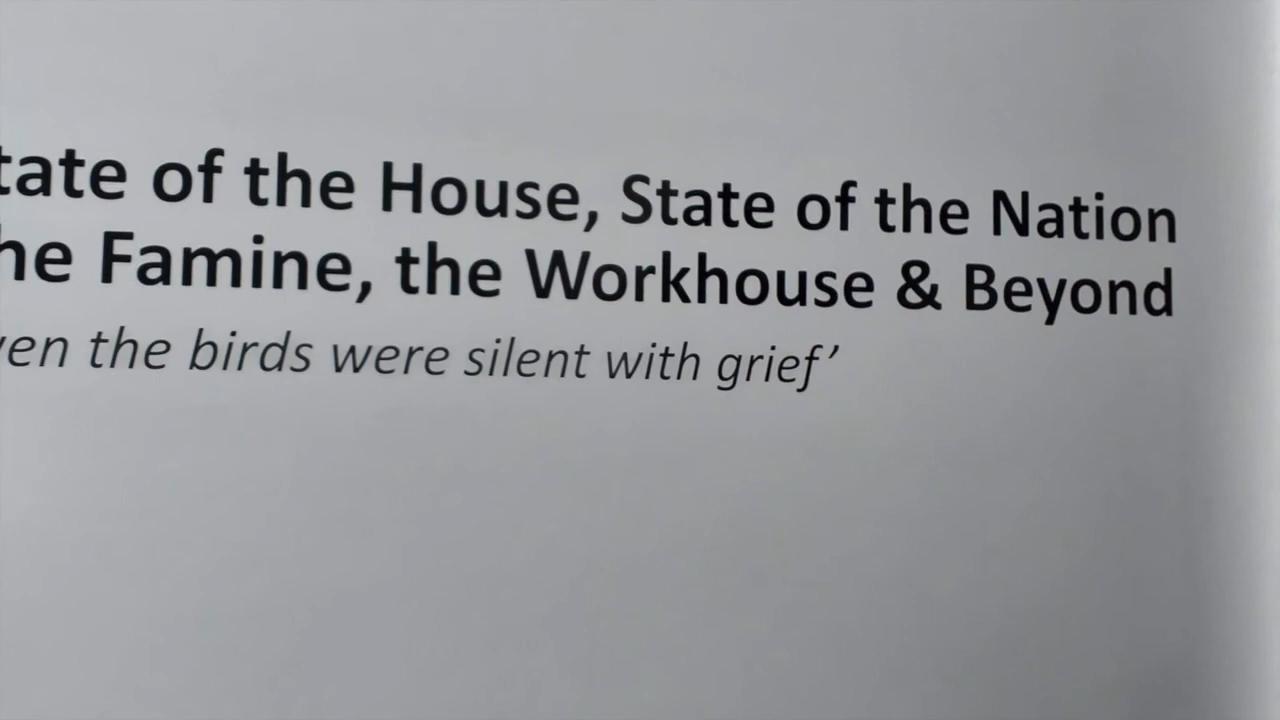 tate of the House, State of the Nation
he Famine, the Workhouse & Beyond
ven the birds were silent with grief’